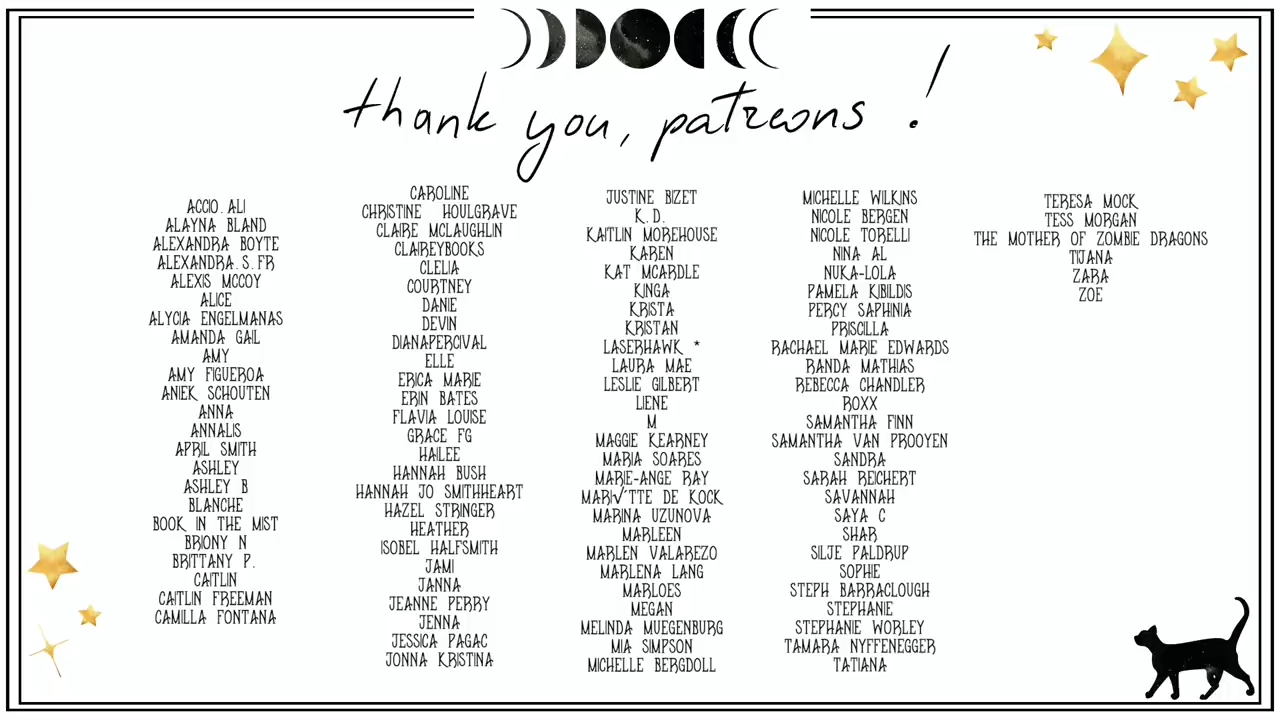 thank you, patreons !
ACCIO.ALI
ALAYNA BLAND
ALEXANDRA BOYTE
ALEXANDRA.S.FR
ALEXIS MCCOY
ALICE
ALYCIA ENGELMANAS
AMANDA GAIL
AMY
AMY FIGUEROA
ANIEK SCHOUTEN
ANNA
ANNALIS
APRIL SMITH
ASHLEY
ASHLEY B
BLANCHE
BOOK IN THE MIST
BRIONY N
BRITTANY P.
CAITLIN
CAITLIN FREEMAN
CAMILLA FONTANA
CAROLINE
CHRISTINE HOULGRAVE
CLAIRE MCLAUGHLIN
CLAIREYBOOKS
CLELIA
COURTNEY
DANIE
DEVIN
DIANAPERCIVAL
ELLE
ERICA MARIE
ERIN BATES
FLAVIA LOUISE
GRACE FG
HAILEE
HANNAH BUSH
HANNAH JO SMITHHEART
HAZEL STRINGER
HEATHER
ISOBEL HALFSMITH
JAMI
JANNA
JEANNE PERRY
JENNA
JESSICA PAGAC
JONNA KRISTINA
JUSTINE BIZET
K.D.
KAITLIN MOREHOUSE
KAREN
KAT MCARDLE
KINGA
KRISTA
KRISTAN
LASERHAWK *
LAURA MAE
LESLIE GILBERT
LIENE
M
MAGGIE KEARNEY
MARIA SOARES
MARIE-ANGE RAY
MARI√´TTE DE KOCK
MARINA UZUNOVA
MARLEEN
MARLEN VALAREZO
MARLENA LANG
MARLOES
MEGAN
MELINDA MUEGENBURG
MIA SIMPSON
MICHELLE BERGDOLL
MICHELLE WILKINS
NICOLE BERGEN
NICOLE TORELLI
NINA AL
NUKA-LOLA
PAMELA KIBILDIS
PERCY SAPHINIA
PRISCILLA
RACHAEL MARIE EDWARDS
RANDA MATHIAS
REBECCA CHANDLER
ROXX
SAMANTHA FINN
SAMANTHA VAN PROOYEN
SANDRA
SARAH REICHERT
SAVANNAH
SAYA C
SHAR
SILJE PALDRUP
SOPHIE
STEPH BARRACLOUGH
STEPHANIE
STEPHANIE WORLEY
TAMARA NYFFENEGGER
TATIANA
TERESA MOCK
TESS MORGAN
THE MOTHER OF ZOMBIE DRAGONS
TIJANA
ZARA
ZOE